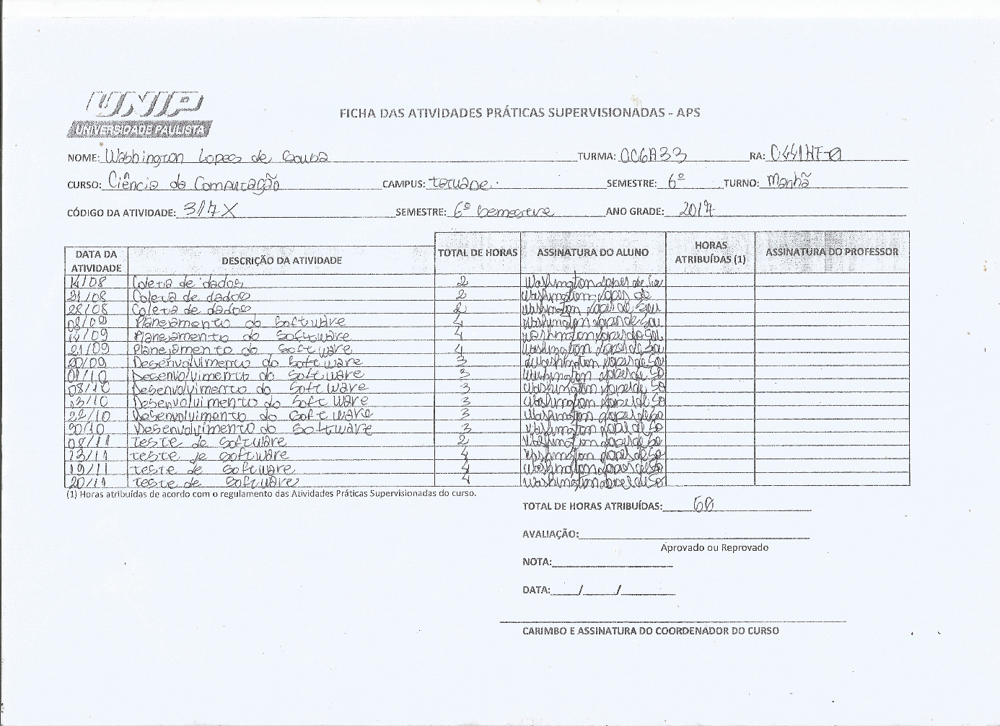 UNIP
UNIVERSIDADE PAULISTA
FICHA DAS ATIVIDADES PRÁTICAS SUPERVISIONADAS - APS
NOME: Washington Lopes de Souza TURMA: CC6A33 RA: C441HF-0
CURSO: Ciência da Computação CAMPUS: Tatuapé SEMESTRE: 6º TURNO: Manhã
CÓDIGO DA ATIVIDADE: SEMESTRE: 6º Semestre ANO GRADE: 2017
DATA DA ATIVIDADE DESCRIÇÃO DA ATIVIDADE TOTAL DE HORAS ASSINATURA DO ALUNO HORAS ATRIBUÍDAS (1) ASSINATURA DO PROFESSOR
14/08 Coleta de dados 2 Washington Lopes de Sou
21/08 Coleta de dados 2 Washington Lopes de
28/08 Coleta de dados 2 Washington Lopes de Sou
08/09 Planejamento do Software 4 Washington Lopes de Sou
14/09 Planejamento do Software 4 Washington Lopes de Sou
21/09 Planejamento do Software 4 Washington Lopes de Sou
Desenvolvimento do Software 3 Washington Lopes de Sou
01/10 Desenvolvimento do Software 3 Washington Lopes de So
08/10 Desenvolvimento do Software 3 Washington Lopes de So
13/10 Desenvolvimento do Software 3 Washington Lopes de So
22/10 Desenvolvimento do Software 3 Washington Lopes de So
Desenvolvimento do Software 3 Washington Lopes de So
08/11 teste de Software 2 Washington Lopes de So
13/11 teste de Software 4 Washington Lopes de So
19/11 teste de Software 4 Washington Lopes de So
20/11 teste de Software 4 Washington Lopes de So
(1) Horas atribuídas de acordo com o regulamento das Atividades Práticas Supervisionadas do curso.
TOTAL DE HORAS ATRIBUÍDAS: 50
AVALIAÇÃO:
Aprovado ou Reprovado
NOTA:
DATA: / /
CARIMBO E ASSINATURA DO COORDENADOR DO CURSO